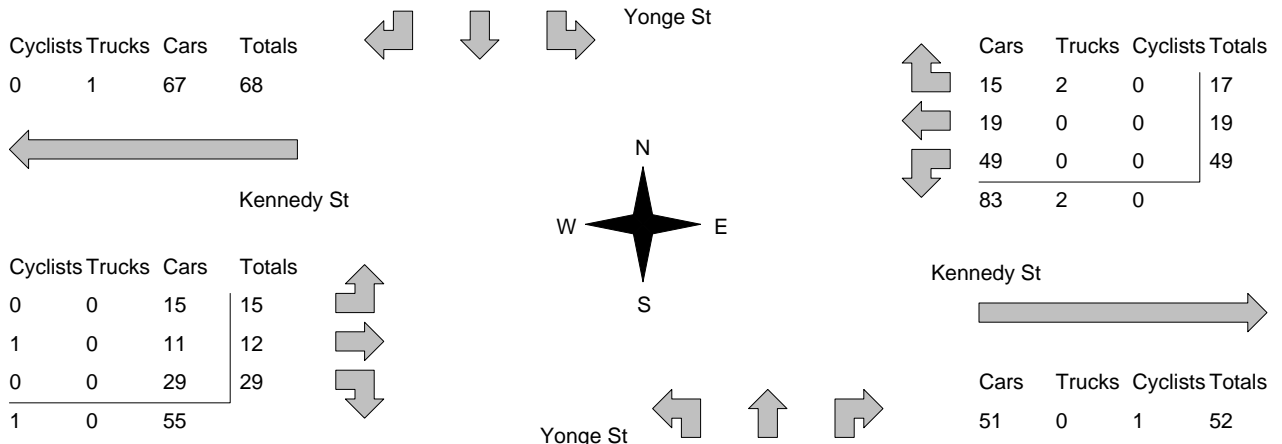 Yonge St
Cyclists Trucks Cars Totals
0 1 67 68
Cars Trucks Cyclists Totals
15 2 0 17
19 0 0 19
49 0 0 49
83 2 0
N
W E
S
Kennedy St
Cyclists Trucks Cars Totals
0 0 15 15
1 0 11 12
0 0 29 29
1 0 55
Kennedy St
Cars Trucks Cyclists Totals
51 0 1 52
Yonge St